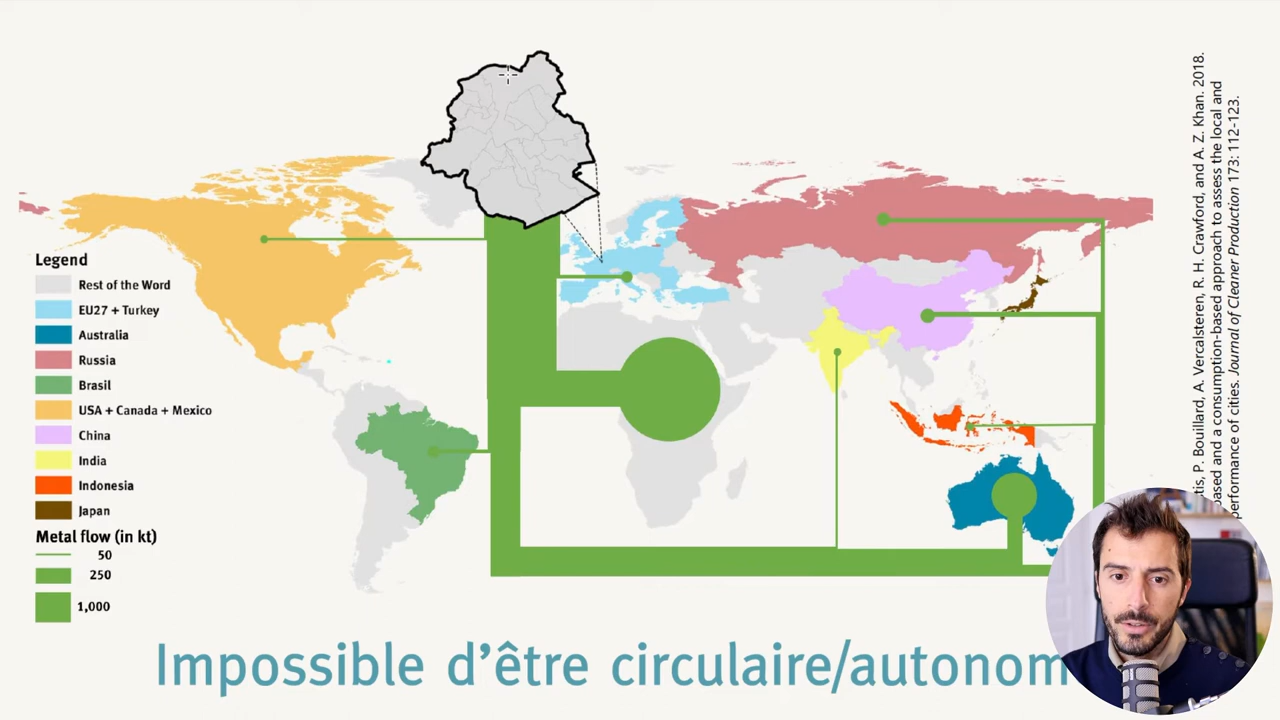 Legend
Rest of the Word
EU27 + Turkey
Australia
Russia
Brasil
USA + Canada + Mexico
China
India
Indonesia
Japan
Metal flow (in kt)
50
250
1,000
Impossible d'être circulaire/autonom
tis, P. Bouillard, A. Vercalsteren, R. H. Crawford, and A. Z. Khan. 2018.
based and a consumption-based approach to assess the local and
performance of cities. Journal of Cleaner Production 173: 112-123.